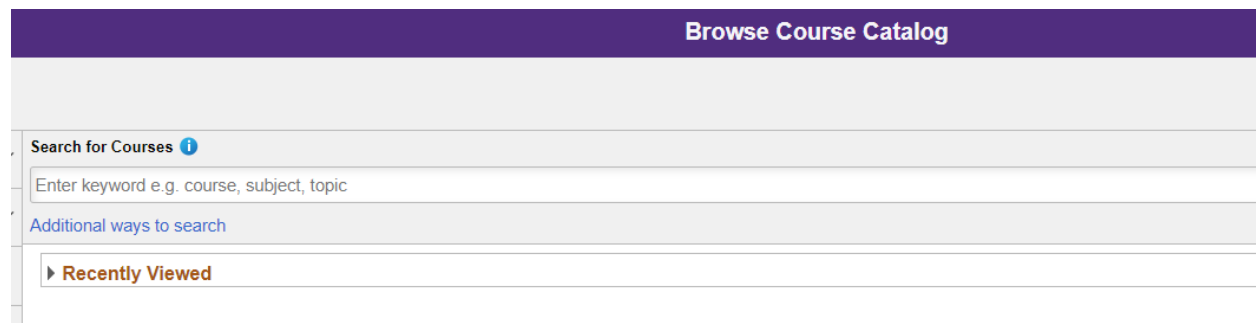 Browse Course Catalog
Search for Courses
Enter keyword e.g. course, subject, topic
Additional ways to search
Recently Viewed